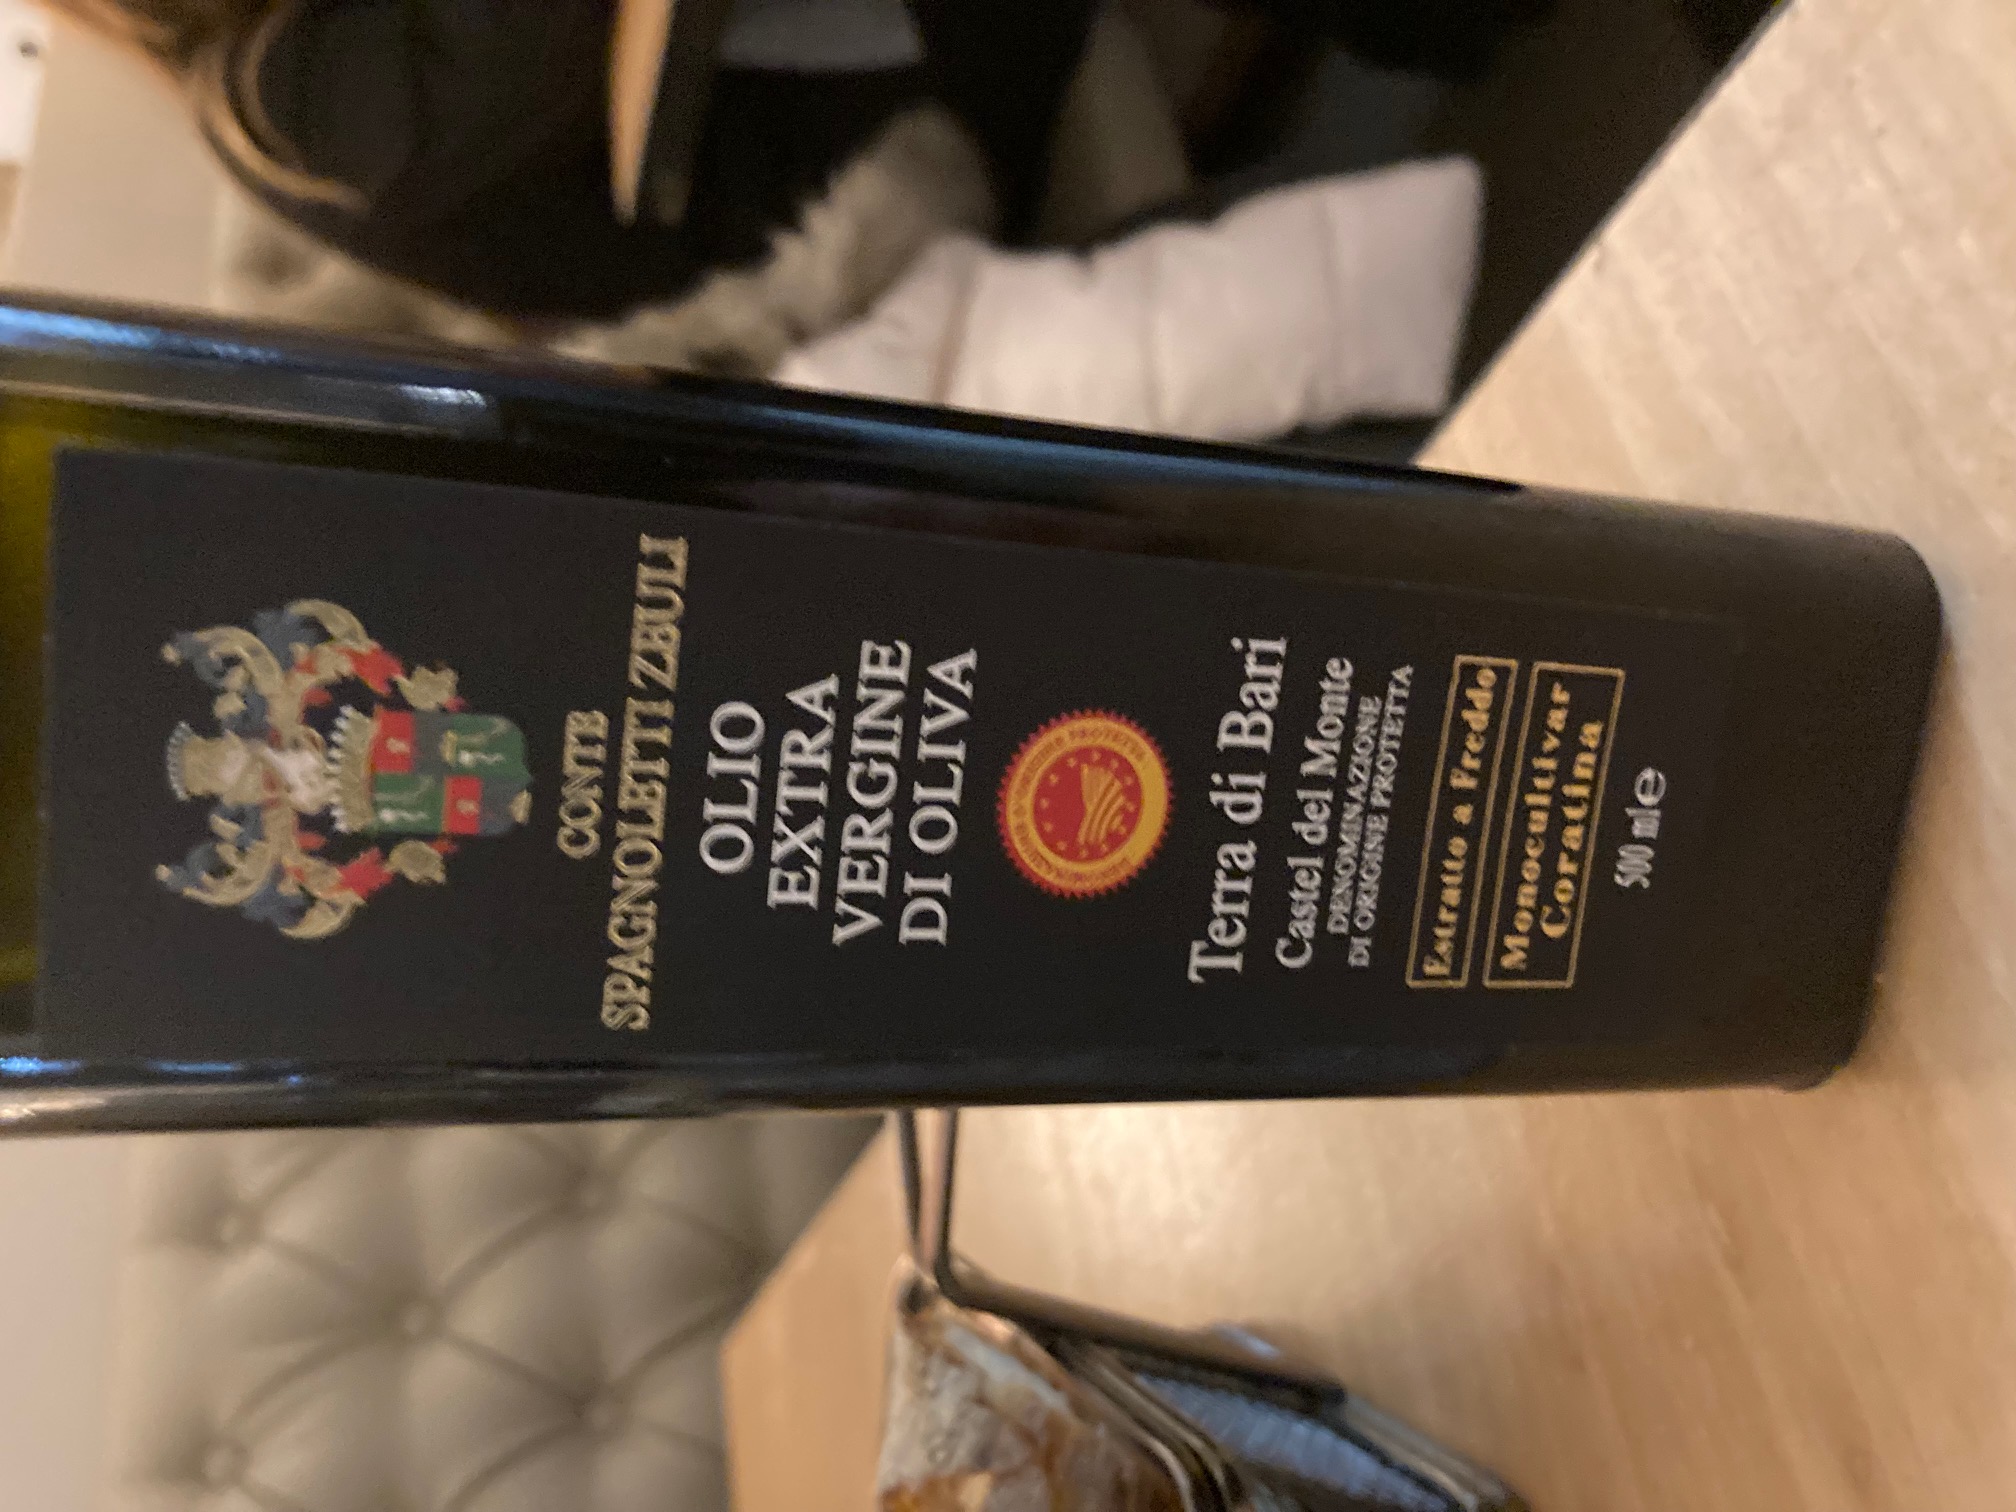 CONTE
SPAGNOLETTI ZEULI
OLIO
EXTRA
VERGINE
DI OLIVA
Terra di Bari
Castel del Monte
DENOMINAZIONE
DI ORIGINE PROTETTA
Estratto a Freddo
Monocultivar
Coratina
500 ml e